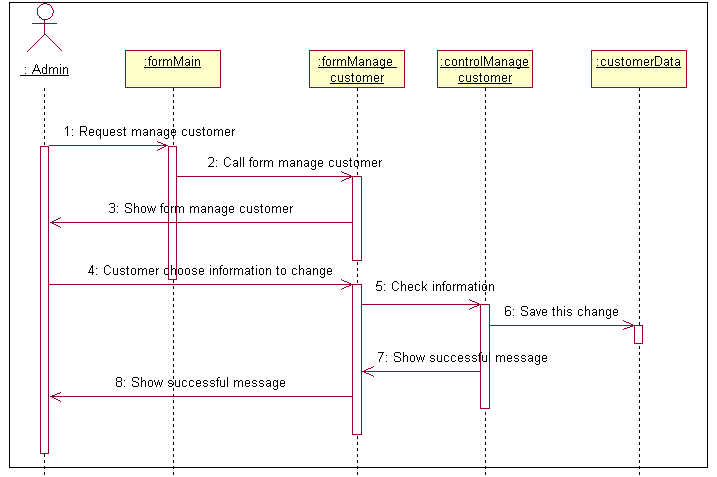 : Admin
:formMain
:formManage
customer
:controlManage
customer
:customerData
1: Request manage customer
2: Call form manage customer
3: Show form manage customer
4: Customer choose information to change
5: Check information
6: Save this change
7: Show successful message
8: Show successful message